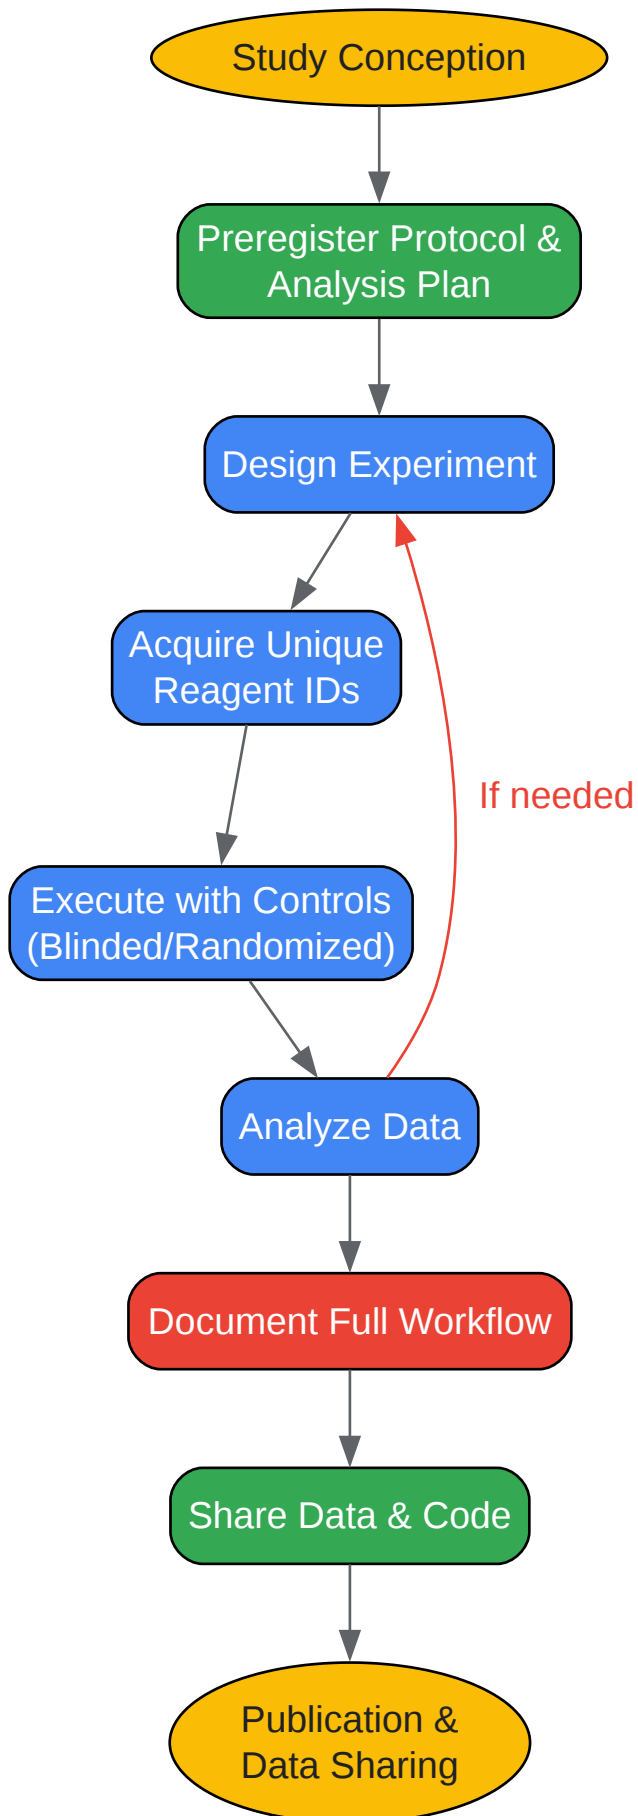 Study Conception
Preregister Protocol &
Analysis Plan
Design Experiment
Acquire Unique
Reagent IDs
If needed
Execute with Controls
(Blinded/Randomized)
Analyze Data
Document Full Workflow
Share Data & Code
Publication &
Data Sharing